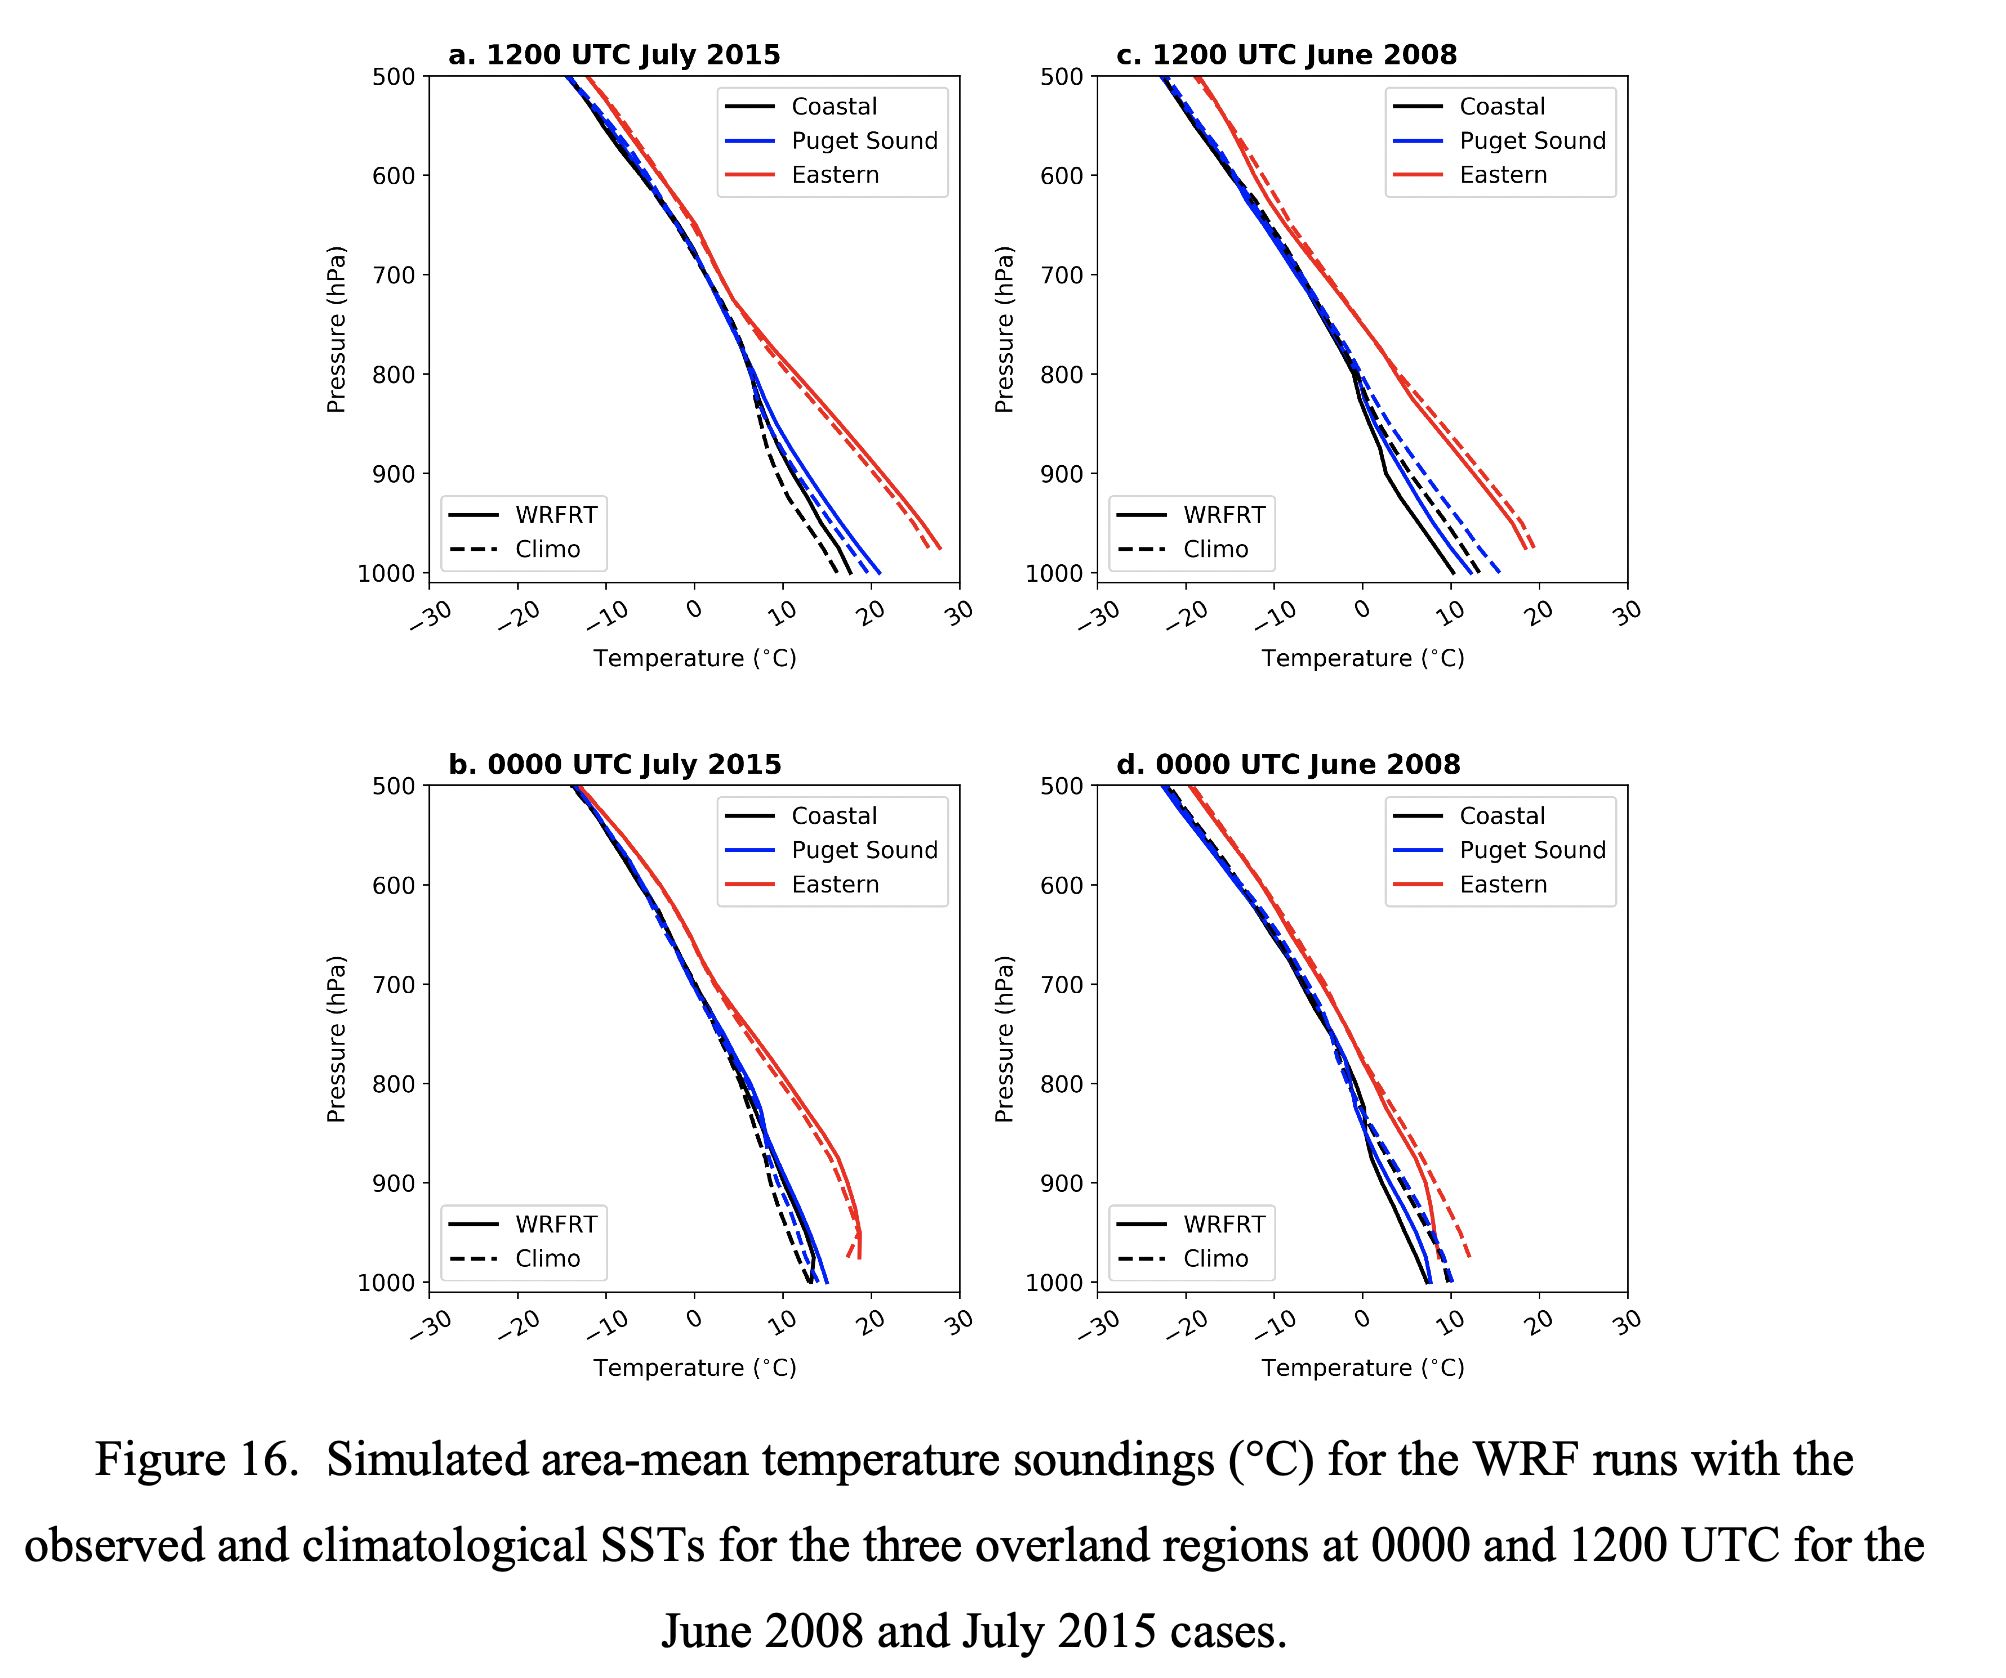 a. 1200 UTC July 2015
500
600
700
800
900
1000
Pressure (hPa)
Coastal
Puget Sound
Eastern
WRFRT
Climo
−30
−20
−10
0
10
20
30
Temperature (°C)
c. 1200 UTC June 2008
500
600
700
800
900
1000
Pressure (hPa)
Coastal
Puget Sound
Eastern
WRFRT
Climo
−30
−20
−10
0
10
20
30
Temperature (°C)
b. 0000 UTC July 2015
500
600
700
800
900
1000
Pressure (hPa)
Coastal
Puget Sound
Eastern
WRFRT
Climo
−30
−20
−10
0
10
20
30
Temperature (°C)
d. 0000 UTC June 2008
500
600
700
800
900
1000
Pressure (hPa)
Coastal
Puget Sound
Eastern
WRFRT
Climo
−30
−20
−10
0
10
20
30
Temperature (°C)
Figure 16. Simulated area-mean temperature soundings (°C) for the WRF runs with the
observed and climatological SSTs for the three overland regions at 0000 and 1200 UTC for the
June 2008 and July 2015 cases.